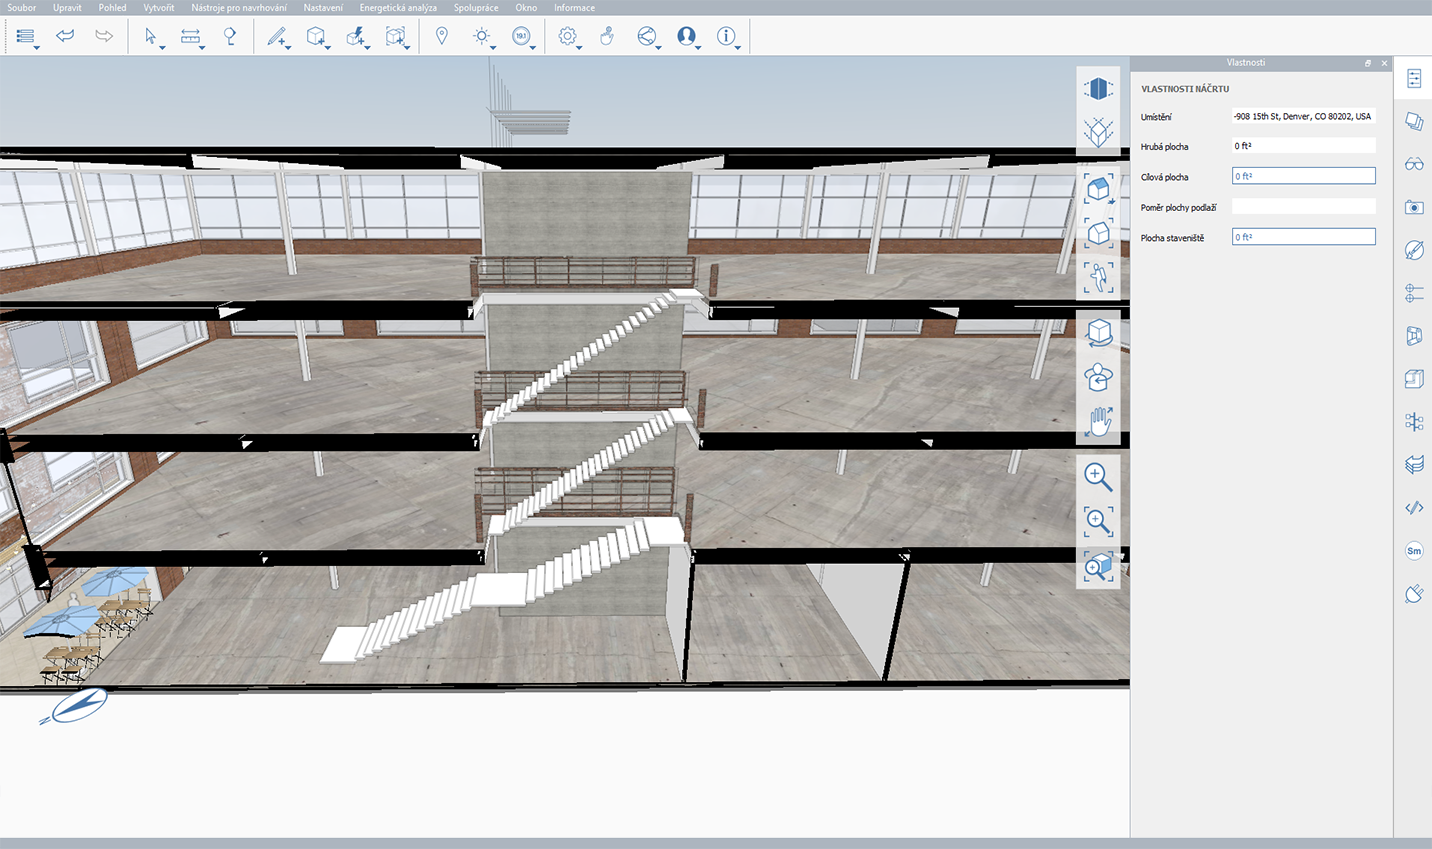 Soubor Upravit Pohled Vytvořit Nástroje pro navrhování Nastavení Energetická analýza Spolupráce Okno Informace
191
Vlastnosti
VLASTNOSTI NÁČRTU
Umístění -908 15th St, Denver, CO 80202, USA
Hrubá plocha 0 ft²
Cílová plocha 0 ft²
Poměr plochy podlaží
Plocha staveniště 0 ft²
Sm
N